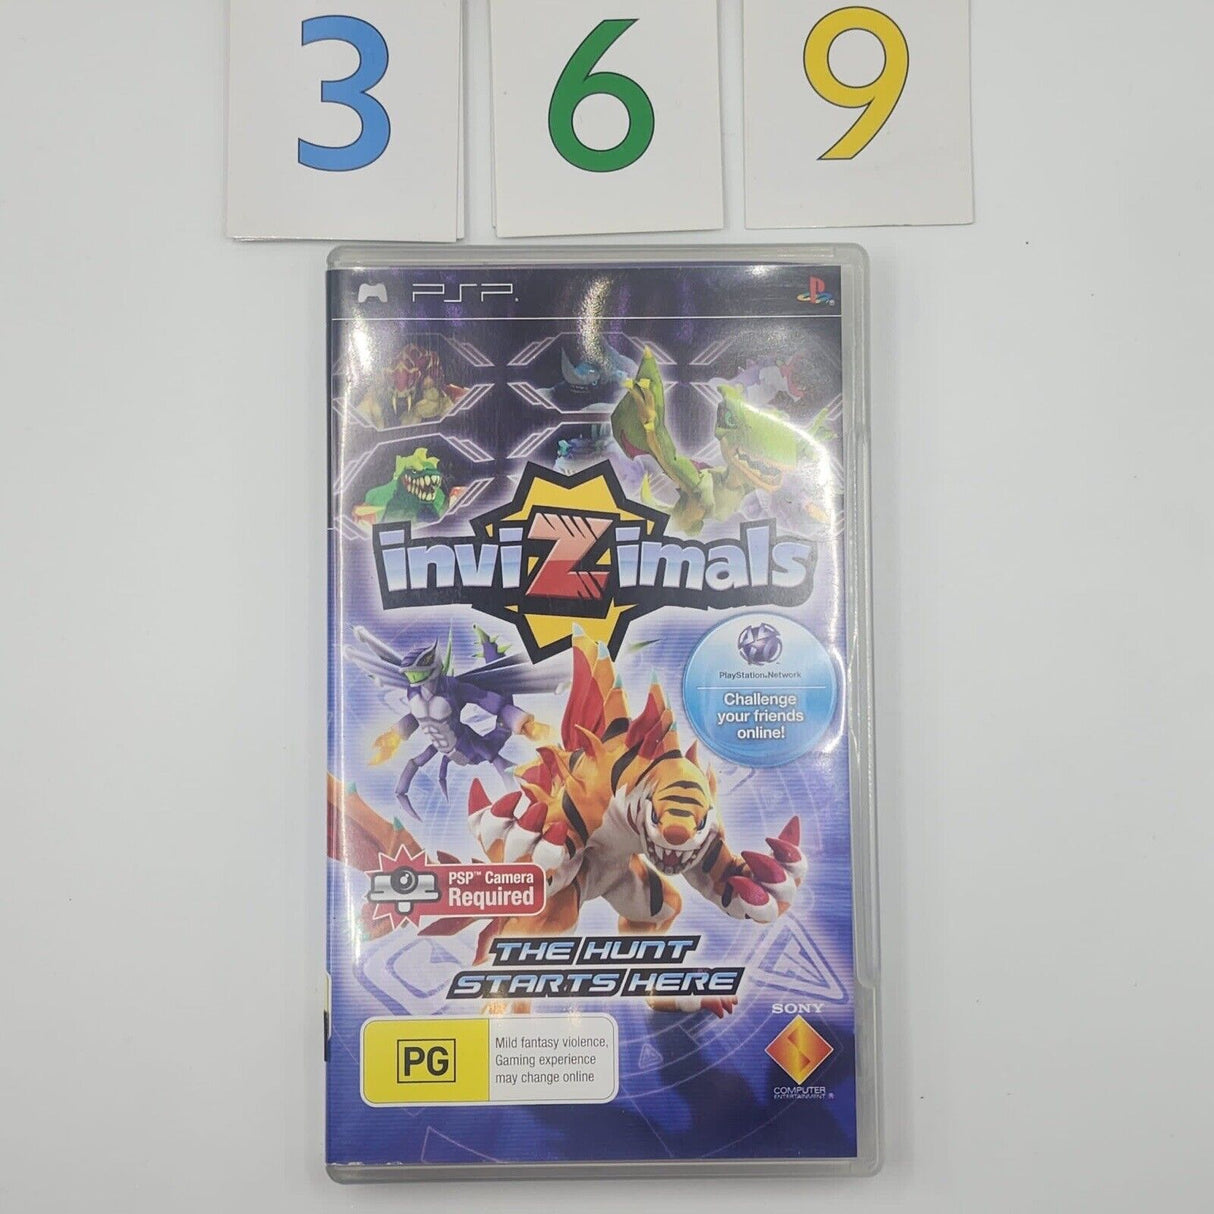 3 6 9
PSP
inviZimals
PlayStation®Network
Challenge
your friends
online!
PSP™ Camera
Required
THE HUNT
STARTS HERE
SONY
PG
Mild fantasy violence,
Gaming experience
may change online
COMPUTER
ENTERTAINMENT ®